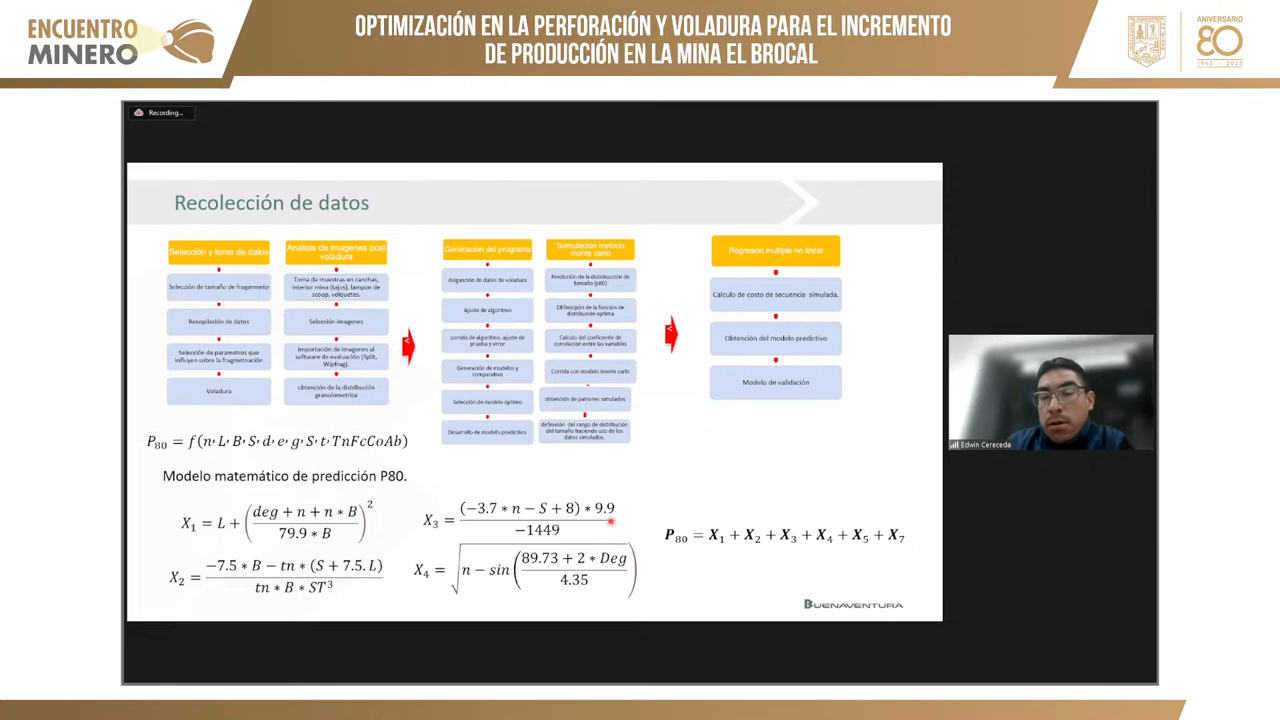 ENCUENTRO
MINERO
OPTIMIZACIÓN EN LA PERFORACIÓN Y VOLADURA PARA EL INCREMENTO
DE PRODUCCIÓN EN LA MINA EL BROCAL
ANIVERSARIO
80
1943 - 2023
Recording...
Recolección de datos
Selección y toma de datos
Selección de tamaño de fragamento
Recopilación de datos
Selección de parametros que
influyen sobre la fragmetnación
Voladura
Analisis de imagenes post
voladura
Toma de muestras en canchas,
interior mina (tajos), lampon de
scoop, volquetes.
Selección imagenes
importación de imagenes al
software de evaluación (Split,
Wipfrag).
obtención de la distribución
granulometrica
Generación del programa
Asiganción de datos de voladura
Ajuste de algoritmo
corrida de algoritmo, ajuste de
prueba y error
Generación de modelos y
comparativo
Selección de modelo óptimo
Desarrollo de modelo predictivo.
Somulación metodo
monte carlo
Predicción de la distribución de
tamaño (p80)
DEfinición de la función de
distribución optima
Calculo del coeficiente de
correlación entre las variables
Corrida con modelo monte carlo
obtención de patrones simulados
definción del rango de distribución
del tamaño haciendo uso de los
datos simulados.
Regresion multiple no lineal
Calculo de costo de secuencia simulada.
Obtención del modelo predictivo
Modelo de validación
P80 = f(n· L· B· S· d· e· g· S· t· TnFcCoAb)
Modelo matemático de predicción P80.
X1 = L + ((deg + n + n * B) / (79.9 * B))^2
X2 = (−7.5 * B − tn * (S + 7.5. L)) / (tn * B * ST^3)
X3 = ((−3.7 * n − S + 8) * 9.9) / (−1449)
X4 = √(n − sin((89.73 + 2 * Deg) / 4.35))
P80 = X1 + X2 + X3 + X4 + X5 + X7
BUENAVENTURA
Edwin Cereceda